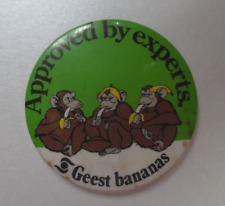 Approved by experts.
Geest bananas